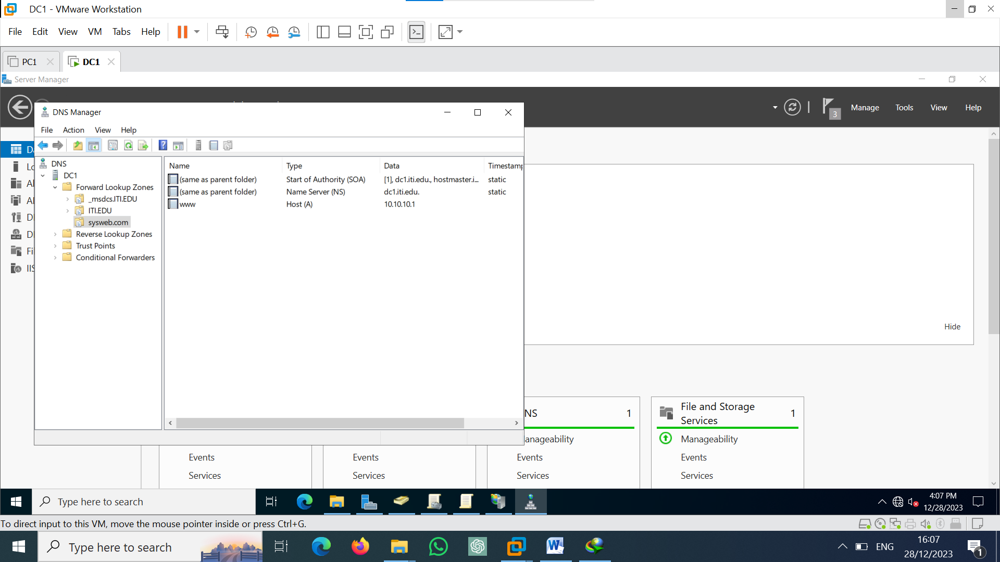 DC1 - VMware Workstation
File Edit View VM Tabs Help
PC1
DC1
Server Manager
3
Manage Tools View Help
DNS Manager
File Action View Help
DNS
DC1
Forward Lookup Zones
_msdcs.ITI.EDU
ITI.EDU
sysweb.com
Reverse Lookup Zones
Trust Points
Conditional Forwarders
Name Type Data Timestamp
(same as parent folder) Start of Authority (SOA) [1], dc1.iti.edu., hostmaster.i... static
(same as parent folder) Name Server (NS) dc1.iti.edu. static
www Host (A) 10.10.10.1
Hide
NS 1
anageability
Events
Services
File and Storage
Services 1
Manageability
Events
Services
Events
Services
Events
Services
Type here to search
4:07 PM
12/28/2023
To direct input to this VM, move the mouse pointer inside or press Ctrl+G.
Type here to search
ENG
16:07
28/12/2023
1